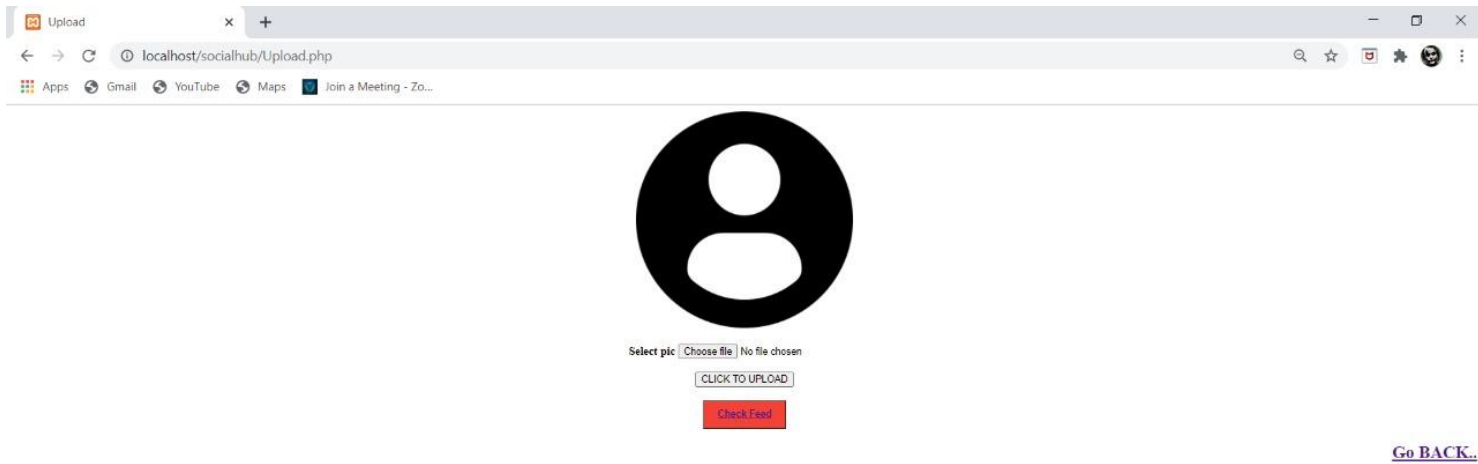 Upload
localhost/socialhub/Upload.php
Apps Gmail YouTube Maps Join a Meeting - Zo...
Select pic Choose file No file chosen
CLICK TO UPLOAD
Check Feed
Go BACK..